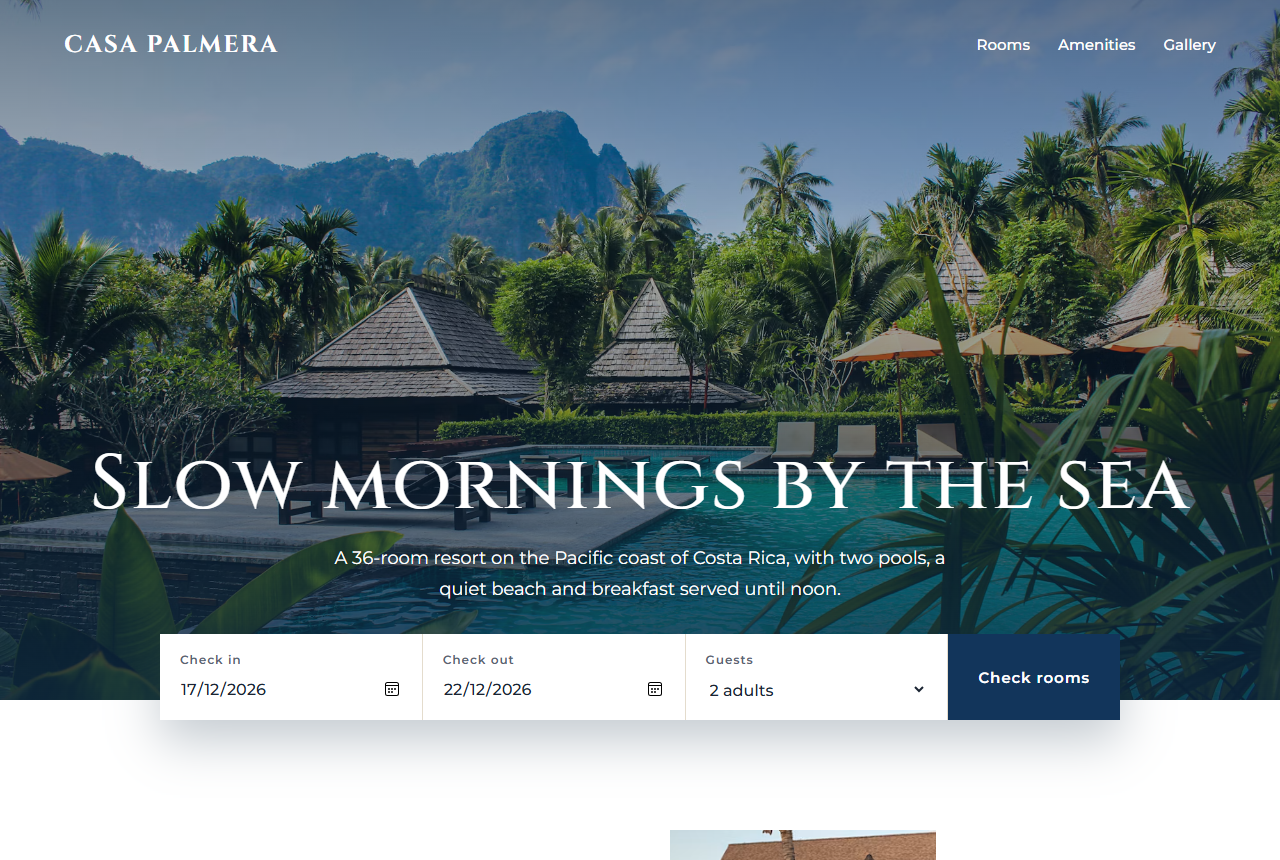 CASA PALMERA
Rooms Amenities Gallery
Slow mornings by the sea
A 36-room resort on the Pacific coast of Costa Rica, with two pools, a
quiet beach and breakfast served until noon.
Check in Check out Guests
17/12/2026 22/12/2026 2 adults Check rooms